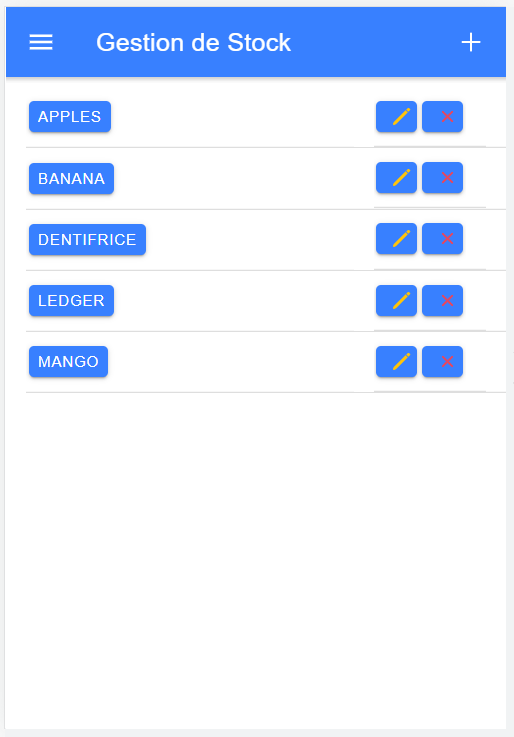 Gestion de Stock
APPLES
BANANA
DENTIFRICE
LEDGER
MANGO